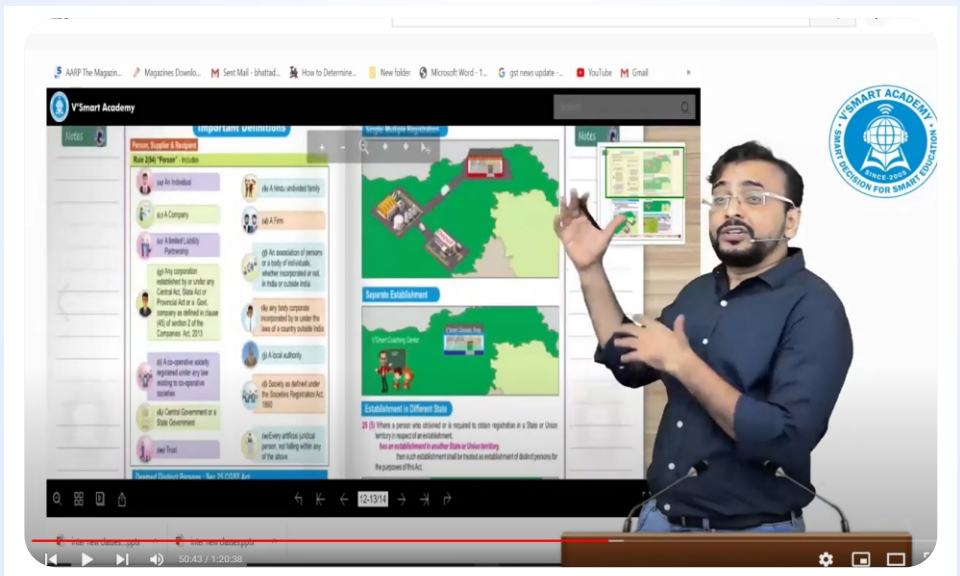 AARP The Magazin...
Magazines Downlo...
Sent Mail - bhattad...
How to Determine...
New folder
Microsoft Word - 1...
gst news update -...
YouTube
Gmail
»
V'Smart Academy
Search
Notes
Important Definitions
Person, Supplier & Recipient
Rule 2(84) "Person" - Includes
An Individual
A hindu undivided family
A Company
A Firm
A limited Liability
Partnership
An association of persons
or a body of individuals,
whether incorporated or not,
in India or outside India
Any corporation
established by or under any
Central Act, State Act or
Provincial Act or a Govt.
company as defined in clause
(45) of section 2 of the
Companies Act, 2013
any body corporate
incorporated by or under the
laws of a country outside India
A co-operative society
registered under any law
relating to co-operative
societies
A local authority
Central Government or a
State Government
Society as defined under
the Societies Registration Act,
1860
Trust
Every artificial juridical
person, not falling within any
of the above
Deemed Distinct Persons - Sec 25 CGST Act
Single-Multiple Registration
Notes
Separate Establishment
V'Smart Coaching Center
Establishment in Different State
25 (5) Where a person who obtained or is required to obtain registration in a State or Union
territory in respect of an establishment,
has an establishment in another State or Union territory,
then such establishment shall be treated as establishment of distinct persons for
the purposes of this Act.
12-13/14
inter new classes....pptx
inter new classes.pptx
50:43 / 1:20:38
V'SMART ACADEMY
SINCE-2005
SMART DECISION FOR SMART EDUCATION